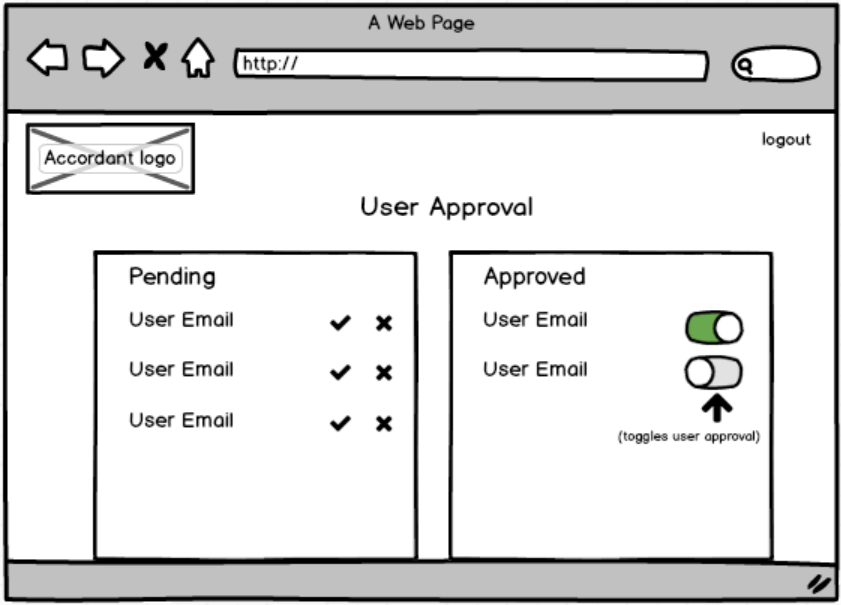 A Web Page
http://
Accordant logo
logout
User Approval
Pending
User Email
User Email
User Email
Approved
User Email
User Email
(toggles user approval)